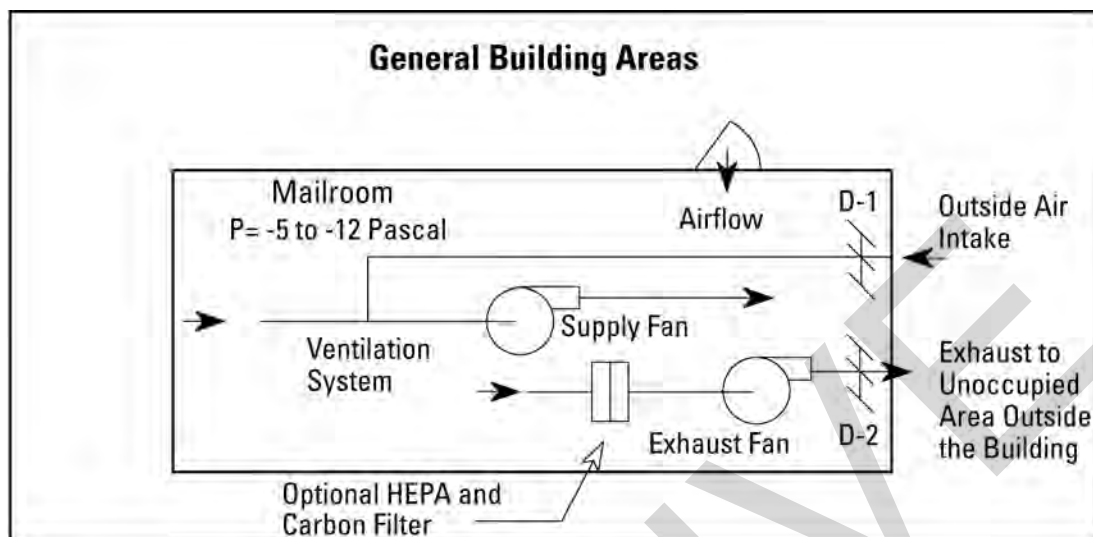 General Building Areas
Mailroom
P= -5 to -12 Pascal
Airflow
D-1
Outside Air
Intake
Supply Fan
Ventilation
System
Exhaust Fan
D-2
Exhaust to
Unoccupied
Area Outside
the Building
Optional HEPA and
Carbon Filter